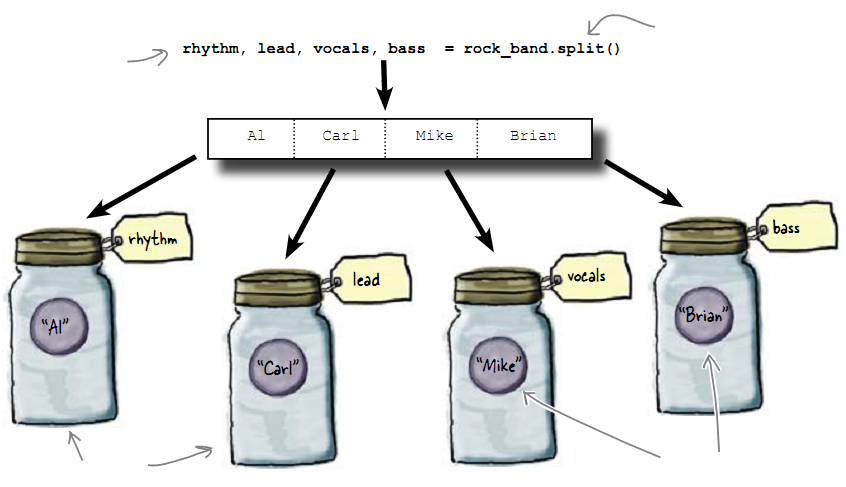 rhythm, lead, vocals, bass = rock_band.split()
Al Carl Mike Brian
rhythm
lead
vocals
bass
"Al"
"Carl"
"Mike"
"Brian"